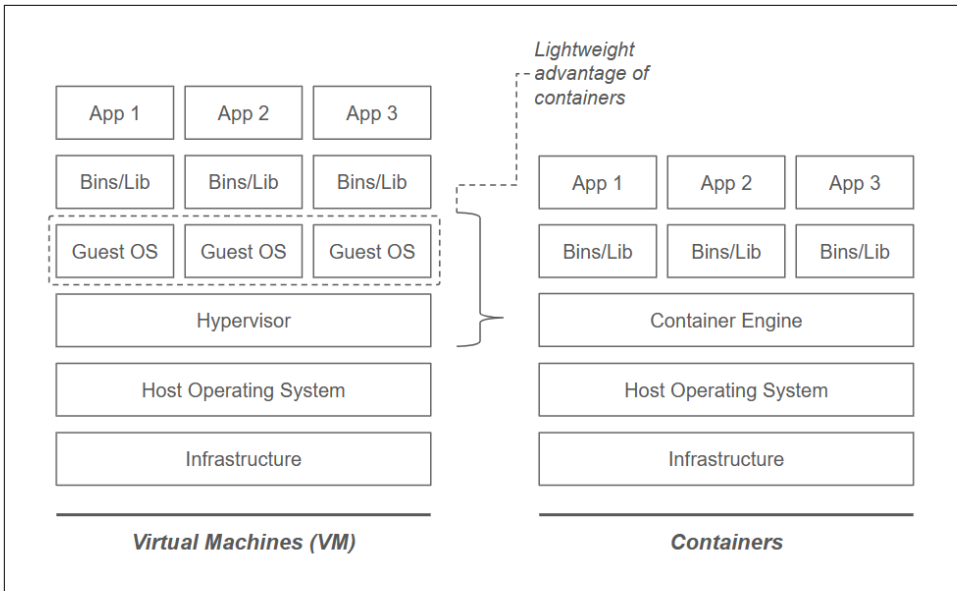 Lightweight
advantage of
containers
App 1 App 2 App 3
Bins/Lib Bins/Lib Bins/Lib
Guest OS Guest OS Guest OS
Hypervisor
Host Operating System
Infrastructure
Virtual Machines (VM)
App 1 App 2 App 3
Bins/Lib Bins/Lib Bins/Lib
Container Engine
Host Operating System
Infrastructure
Containers